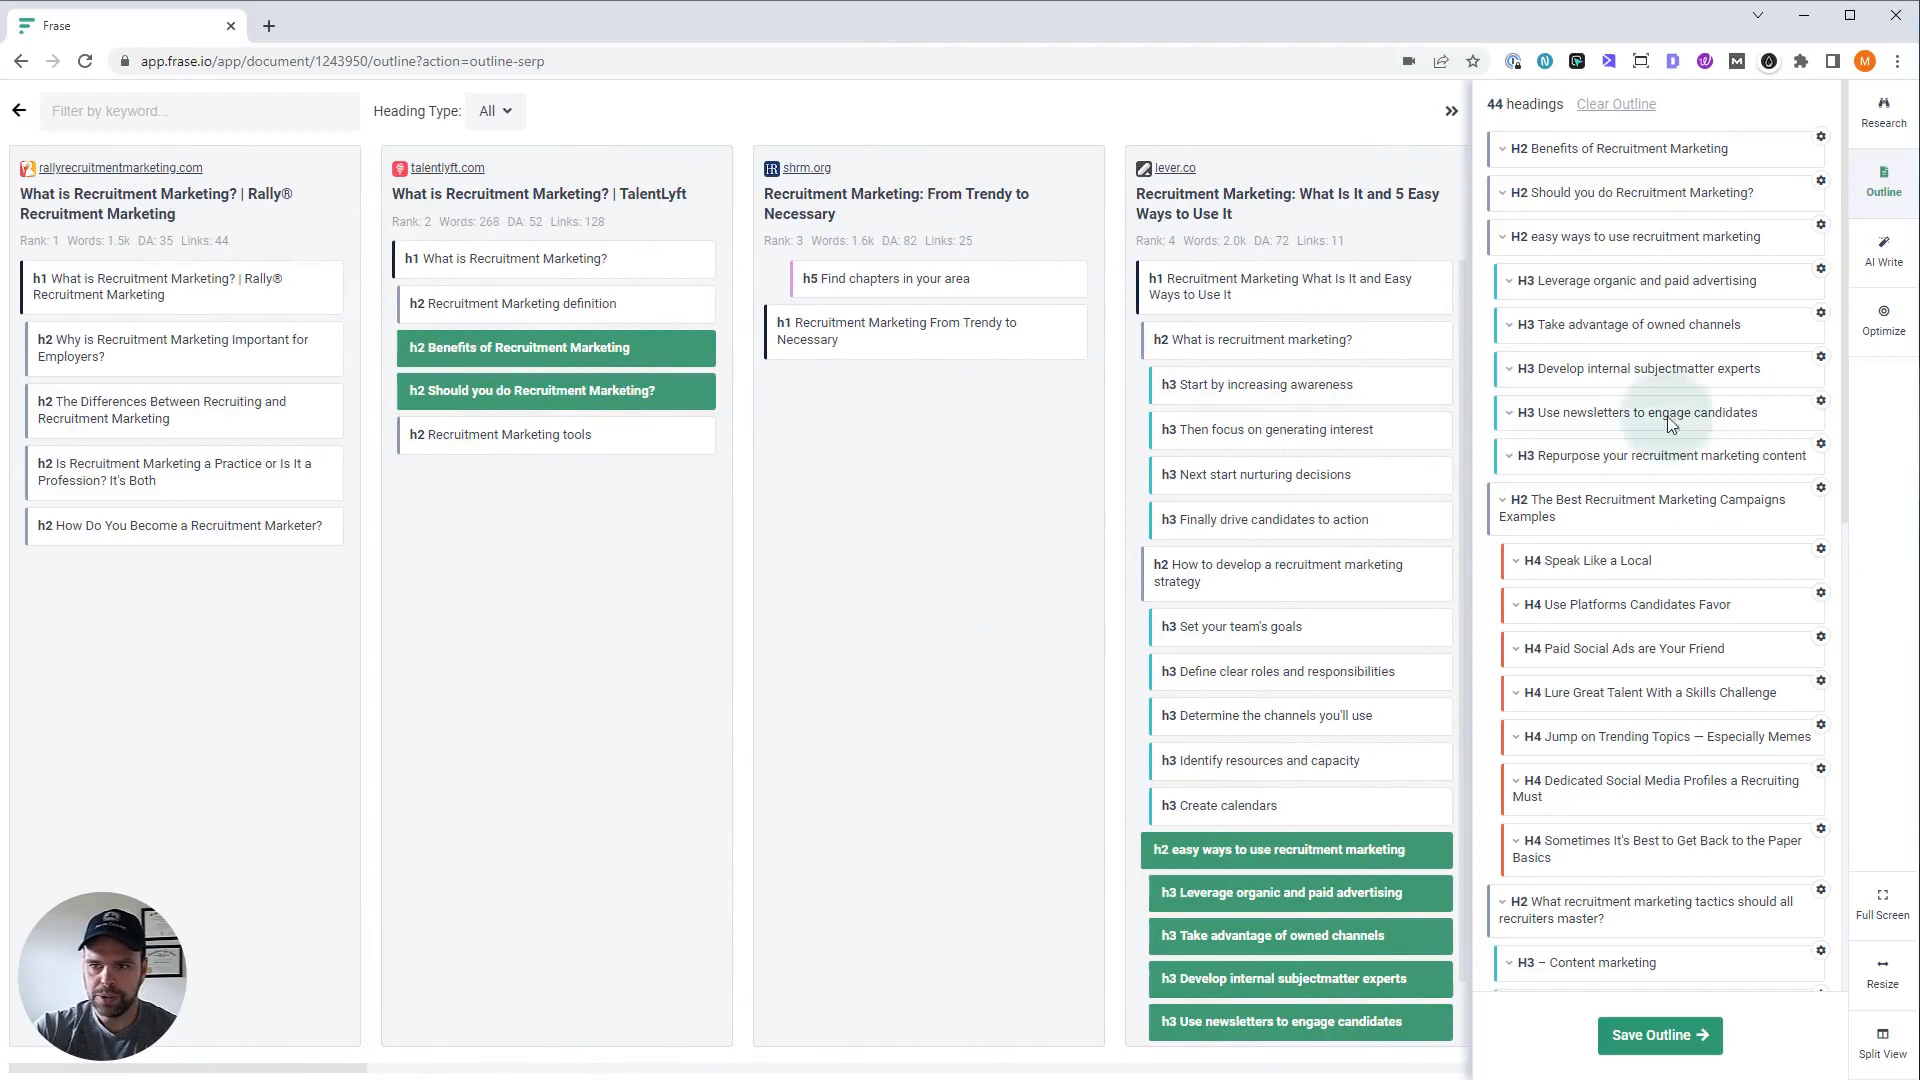 Frase
app.frase.io/app/document/1243950/outline?action=outline-serp
M
Filter by keyword...
Heading Type: All
rallyrecruitmentmarketing.com
What is Recruitment Marketing? | Rally®
Recruitment Marketing
Rank: 1 Words: 1.5k DA: 35 Links: 44
h1 What is Recruitment Marketing? | Rally®
Recruitment Marketing
h2 Why is Recruitment Marketing Important for
Employers?
h2 The Differences Between Recruiting and
Recruitment Marketing
h2 Is Recruitment Marketing a Practice or Is It a
Profession? It's Both
h2 How Do You Become a Recruitment Marketer?
talentlyft.com
What is Recruitment Marketing? | TalentLyft
Rank: 2 Words: 268 DA: 52 Links: 128
h1 What is Recruitment Marketing?
h2 Recruitment Marketing definition
h2 Benefits of Recruitment Marketing
h2 Should you do Recruitment Marketing?
h2 Recruitment Marketing tools
shrm.org
Recruitment Marketing: From Trendy to
Necessary
Rank: 3 Words: 1.6k DA: 82 Links: 25
h5 Find chapters in your area
h1 Recruitment Marketing From Trendy to
Necessary
lever.co
Recruitment Marketing: What Is It and 5 Easy
Ways to Use It
Rank: 4 Words: 2.0k DA: 72 Links: 11
h1 Recruitment Marketing What Is It and Easy
Ways to Use It
h2 What is recruitment marketing?
h3 Start by increasing awareness
h3 Then focus on generating interest
h3 Next start nurturing decisions
h3 Finally drive candidates to action
h2 How to develop a recruitment marketing
strategy
h3 Set your team's goals
h3 Define clear roles and responsibilities
h3 Determine the channels you'll use
h3 Identify resources and capacity
h3 Create calendars
h2 easy ways to use recruitment marketing
h3 Leverage organic and paid advertising
h3 Take advantage of owned channels
h3 Develop internal subjectmatter experts
h3 Use newsletters to engage candidates
44 headings Clear Outline
H2 Benefits of Recruitment Marketing
H2 Should you do Recruitment Marketing?
H2 easy ways to use recruitment marketing
H3 Leverage organic and paid advertising
H3 Take advantage of owned channels
H3 Develop internal subjectmatter experts
H3 Use newsletters to engage candidates
H3 Repurpose your recruitment marketing content
H2 The Best Recruitment Marketing Campaigns
Examples
H4 Speak Like a Local
H4 Use Platforms Candidates Favor
H4 Paid Social Ads are Your Friend
H4 Lure Great Talent With a Skills Challenge
H4 Jump on Trending Topics — Especially Memes
H4 Dedicated Social Media Profiles a Recruiting
Must
H4 Sometimes It's Best to Get Back to the Paper
Basics
H2 What recruitment marketing tactics should all
recruiters master?
H3 – Content marketing
Save Outline
Research
Outline
AI Write
Optimize
Full Screen
Resize
Split View